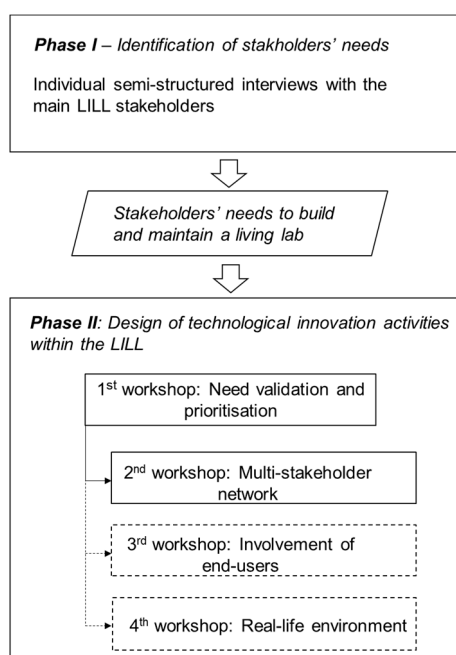 Phase I – Identification of stakholders' needs
Individual semi-structured interviews with the
main LILL stakeholders
Stakeholders' needs to build
and maintain a living lab
Phase II: Design of technological innovation activities
within the LILL
1st workshop: Need validation and
prioritisation
2nd workshop: Multi-stakeholder
network
3rd workshop: Involvement of
end-users
4th workshop: Real-life environment